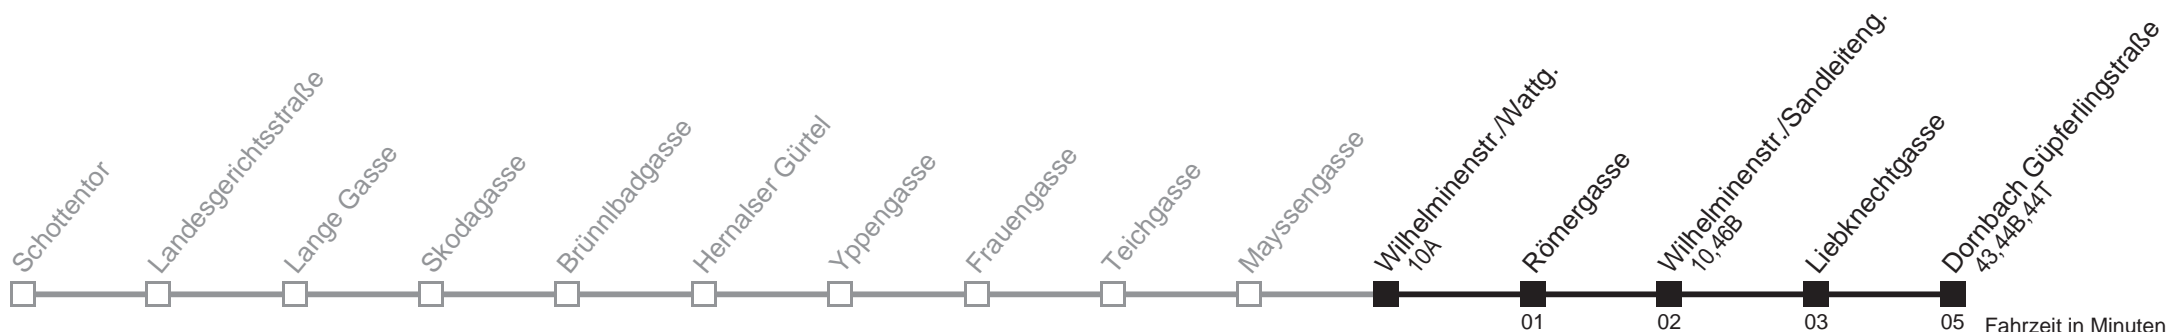 Schottentor
Landesgerichtsstraße
Lange Gasse
Skodagasse
Brünnlbadgasse
Hernalser Gürtel
Yppengasse
Frauengasse
Teichgasse
Mayssengasse
Wilhelminenstr./Wattg.
10A
Römergasse
Wilhelminenstr./Sandleiteng.
10,46B
Liebknechtgasse
Dornbach Güpferlingstraße
43,44B,44T
01
02
03
05
Fahrzeit in Minuten